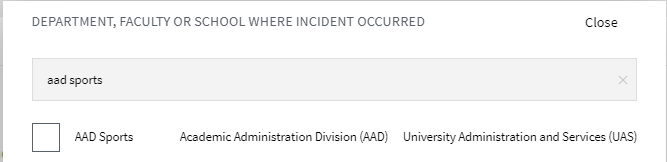 DEPARTMENT, FACULTY OR SCHOOL WHERE INCIDENT OCCURRED Close
aad sports
AAD Sports Academic Administration Division (AAD) University Administration and Services (UAS)